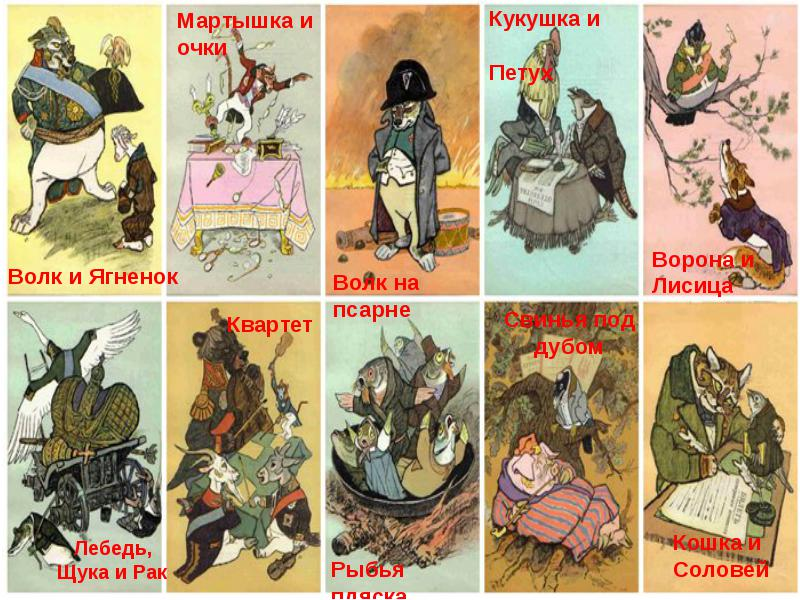 Мартышка и
очки
Кукушка и
Петух
Волк и Ягненок
Волк на
псарне
Ворона и
Лисица
Квартет
Свинья под
дубом
Лебедь,
Щука и Рак
Рыбья
пляска
Кошка и
Соловей